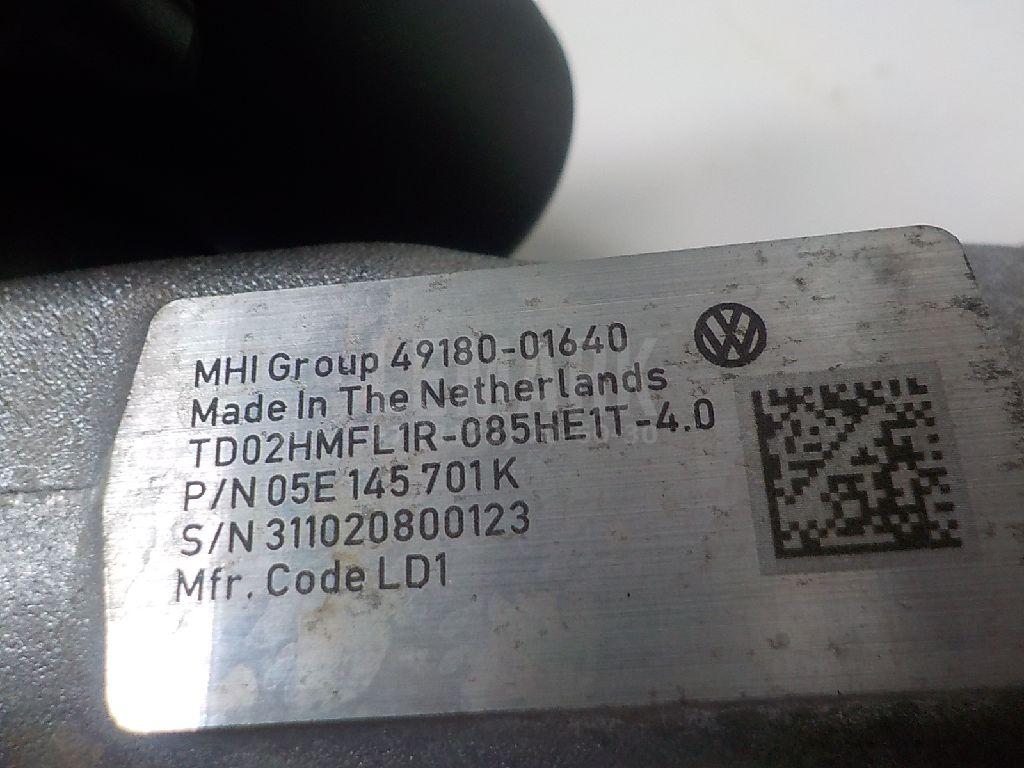 MHI Group 49180-01640
Made In The Netherlands
TD02HMFL1R-085HE1T-4.0
P/N 05E 145 701 K
S/N 311020800123
Mfr. Code LD1